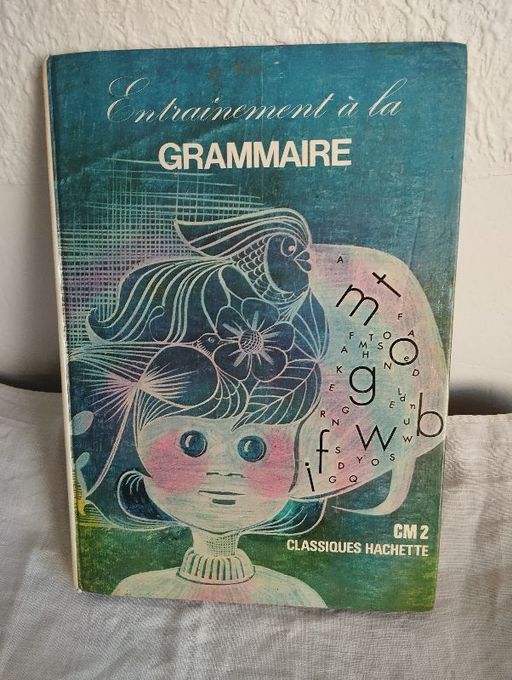 Entraînement à la
GRAMMAIRE
CM 2
CLASSIQUES HACHETTE
A
m t
o
g
i f w b